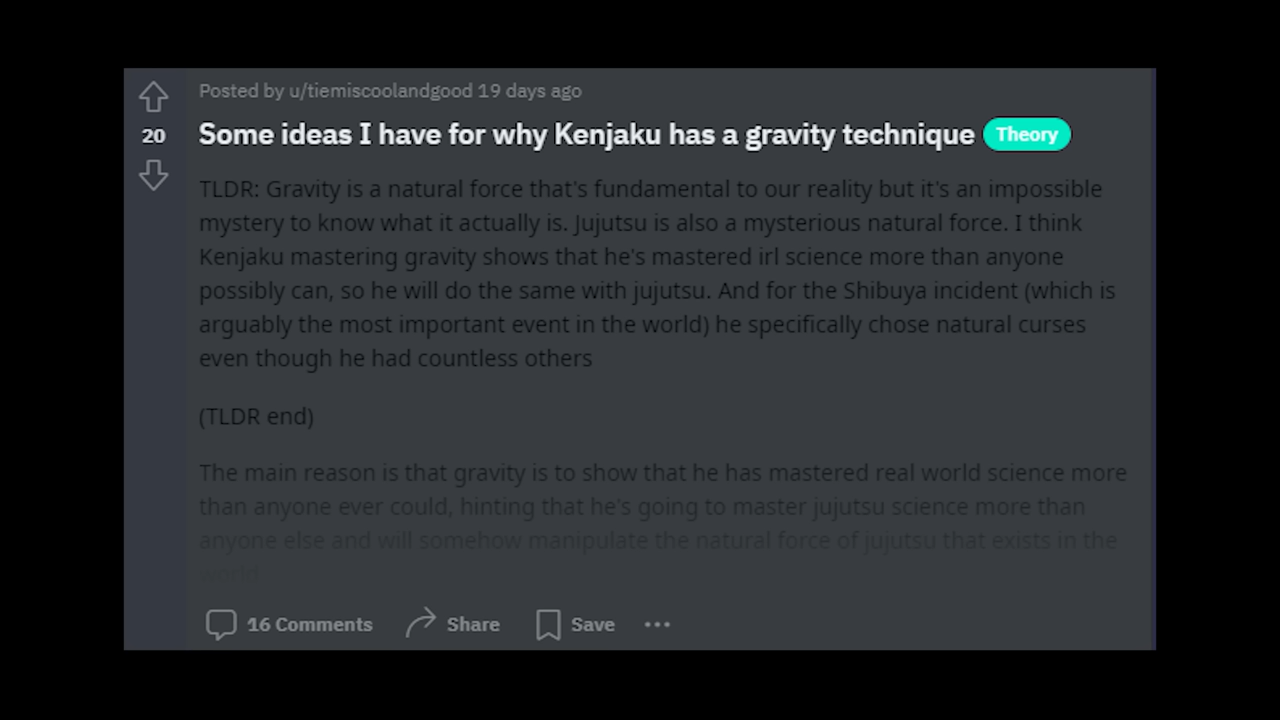 Posted by u/tiemiscoolandgood 19 days ago
20
Some ideas I have for why Kenjaku has a gravity technique Theory
TLDR: Gravity is a natural force that's fundamental to our reality but it's an impossible
mystery to know what it actually is. Jujutsu is also a mysterious natural force. I think
Kenjaku mastering gravity shows that he's mastered irl science more than anyone
possibly can, so he will do the same with jujutsu. And for the Shibuya incident (which is
arguably the most important event in the world) he specifically chose natural curses
even though he had countless others
(TLDR end)
The main reason is that gravity is to show that he has mastered real world science more
than anyone ever could, hinting that he's going to master jujutsu science more than
anyone else and will somehow manipulate the natural force of jujutsu that exists in the
world
16 Comments Share Save